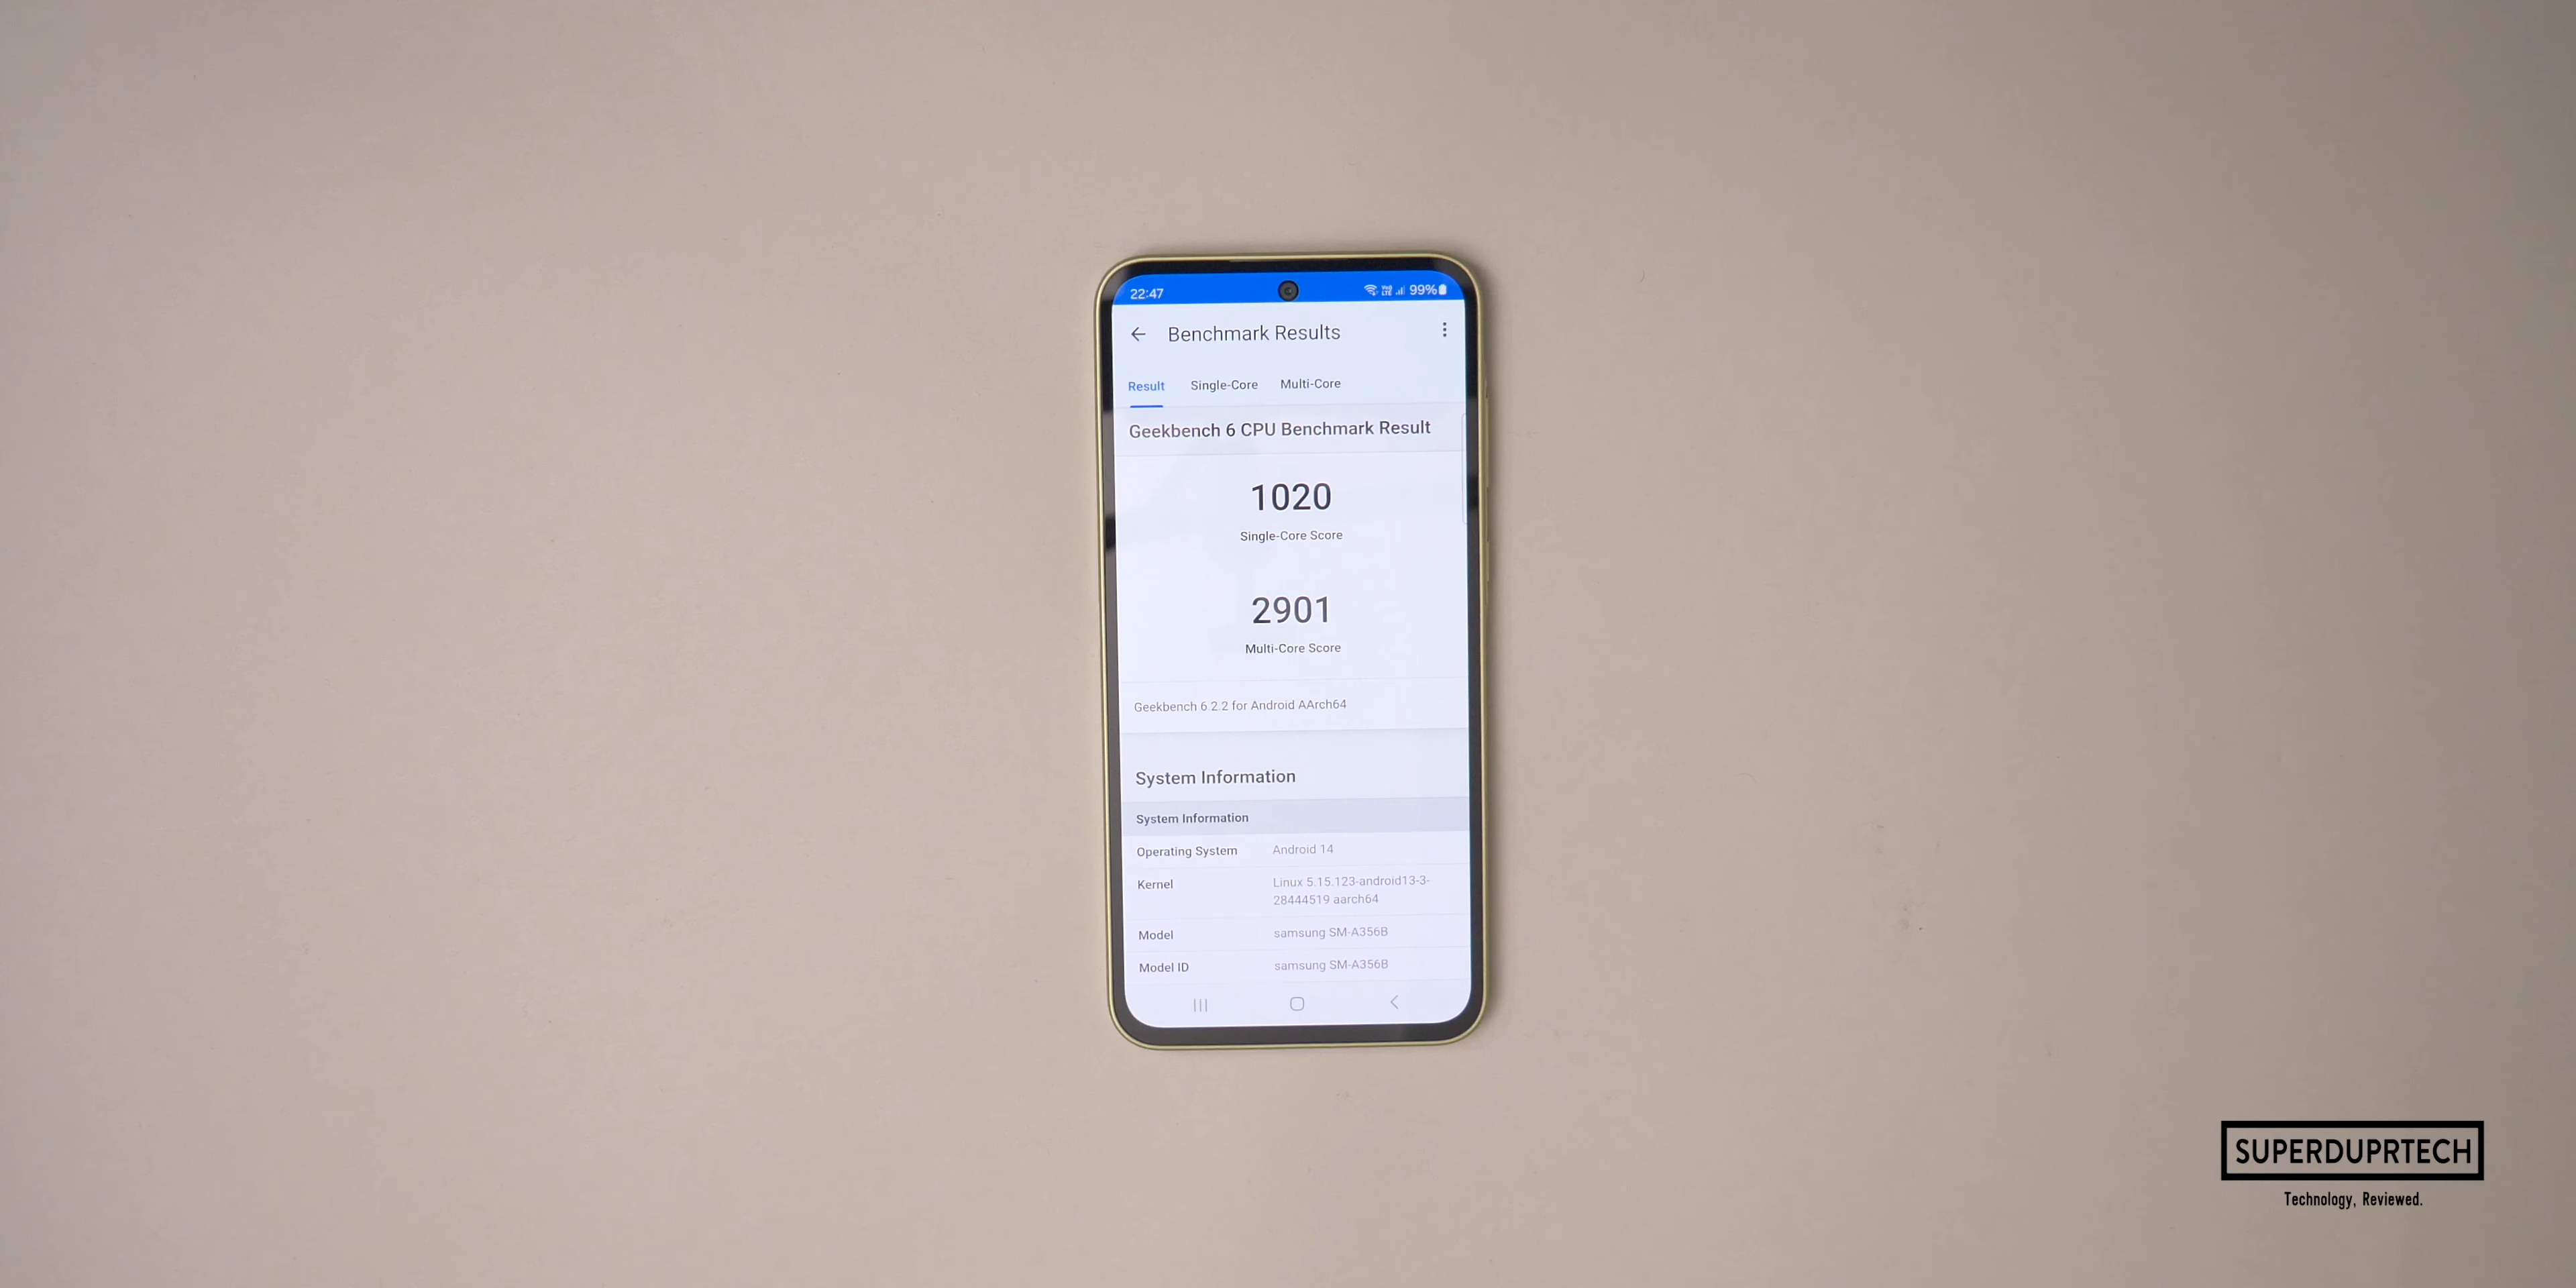 22:47
99%
Benchmark Results
Result Single-Core Multi-Core
Geekbench 6 CPU Benchmark Result
1020
Single-Core Score
2901
Multi-Core Score
Geekbench 6.2.2 for Android AArch64
System Information
System Information
Operating System Android 14
Kernel Linux 5.15.123-android13-3-
28444519 aarch64
Model samsung SM-A356B
Model ID samsung SM-A356B
SUPERDUPRTECH
Technology, Reviewed.